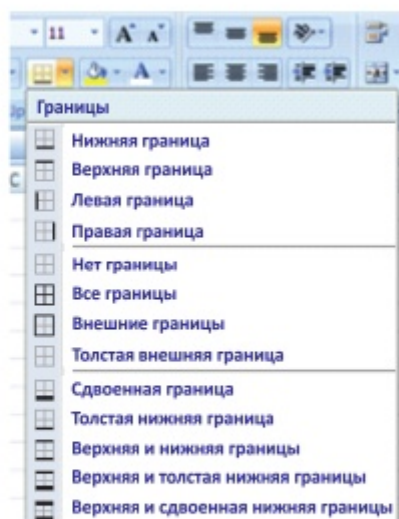 11 A A
A
Границы
C
Нижняя граница
Верхняя граница
Левая граница
Правая граница
Нет границы
Все границы
Внешние границы
Толстая внешняя граница
Сдвоенная граница
Толстая нижняя граница
Верхняя и нижняя границы
Верхняя и толстая нижняя границы
Верхняя и сдвоенная нижняя границы